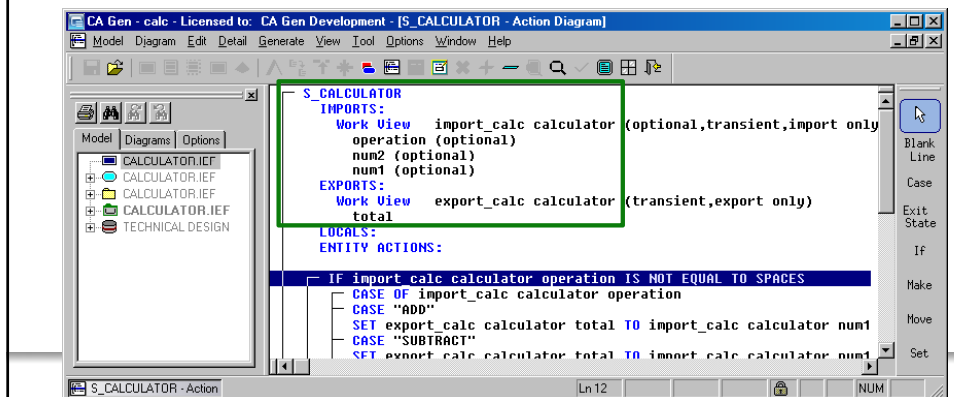 CA Gen - calc - Licensed to: CA Gen Development - [S_CALCULATOR - Action Diagram]
Model Diagram Edit Detail Generate View Tool Options Window Help
Model Diagrams Options
CALCULATOR.IEF
CALCULATOR.IEF
CALCULATOR.IEF
CALCULATOR.IEF
TECHNICAL DESIGN
S_CALCULATOR
IMPORTS:
Work View import_calc calculator (optional,transient,import only
operation (optional)
num2 (optional)
num1 (optional)
EXPORTS:
Work View export_calc calculator (transient,export only)
total
LOCALS:
ENTITY ACTIONS:
IF import_calc calculator operation IS NOT EQUAL TO SPACES
CASE OF import_calc calculator operation
CASE "ADD"
SET export_calc calculator total TO import_calc calculator num1
CASE "SUBTRACT"
SET export_calc calculator total TO import_calc calculator num1
Blank
Line
Case
Exit
State
If
Make
Move
Set
S_CALCULATOR - Action
Ln 12
NUM